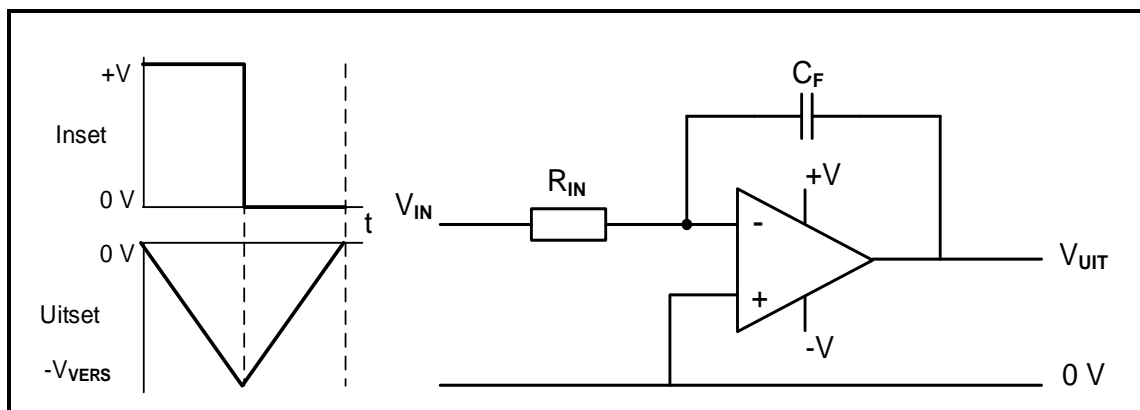 +V
Inset
0 V
t
0 V
Uitset
-VVERS
CF
RIN
VIN
+V
-
+
-V
VUIT
0 V